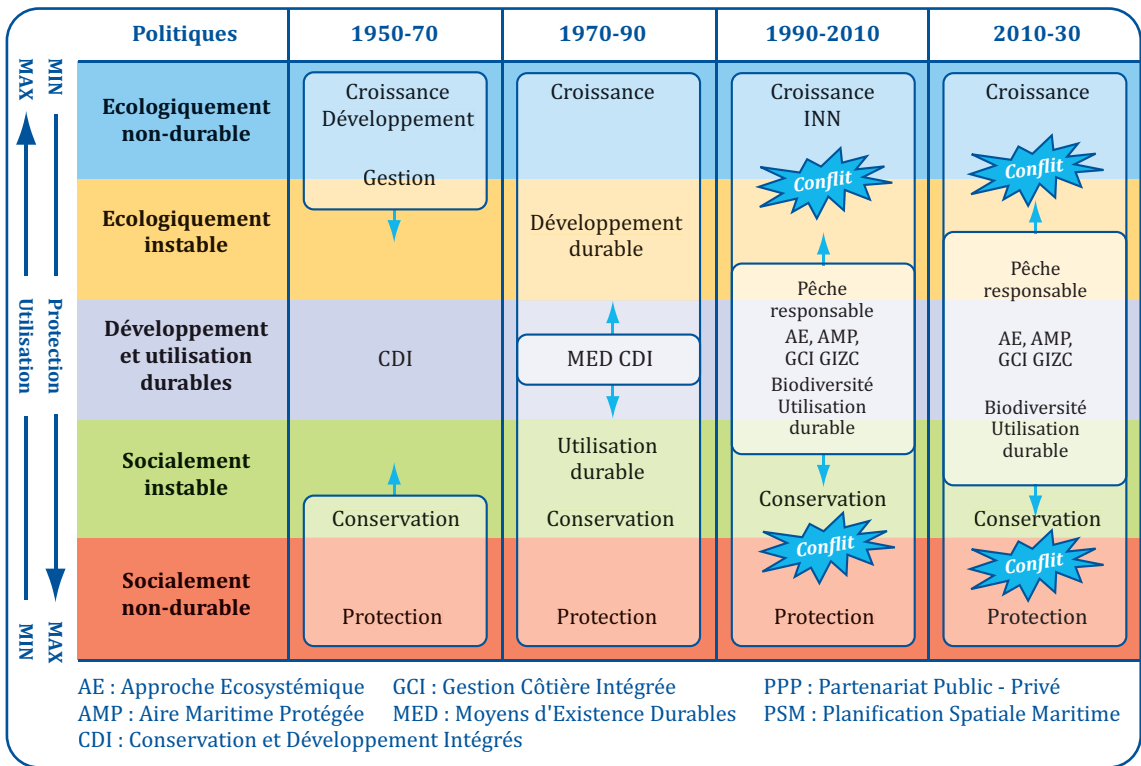 Politiques
1950-70
1970-90
1990-2010
2010-30
MAX
MIN
Utilisation
Protection
MIN
MAX
Ecologiquement
non-durable
Croissance
Développement
Gestion
Croissance
Croissance
INN
Conflit
Croissance
Conflit
Ecologiquement
instable
Développement
durable
Pêche
responsable
Pêche
responsable
Développement
et utilisation
durables
CDI
MED CDI
AE, AMP,
GCI GIZC
Biodiversité
Utilisation
durable
AE, AMP,
GCI GIZC
Biodiversité
Utilisation
durable
Socialement
instable
Conservation
Utilisation
durable
Conservation
Conservation
Conflit
Conservation
Conflit
Socialement
non-durable
Protection
Protection
Protection
Protection
AE : Approche Ecosystémique
GCI : Gestion Côtière Intégrée
PPP : Partenariat Public - Privé
AMP : Aire Maritime Protégée
MED : Moyens d'Existence Durables
PSM : Planification Spatiale Maritime
CDI : Conservation et Développement Intégrés